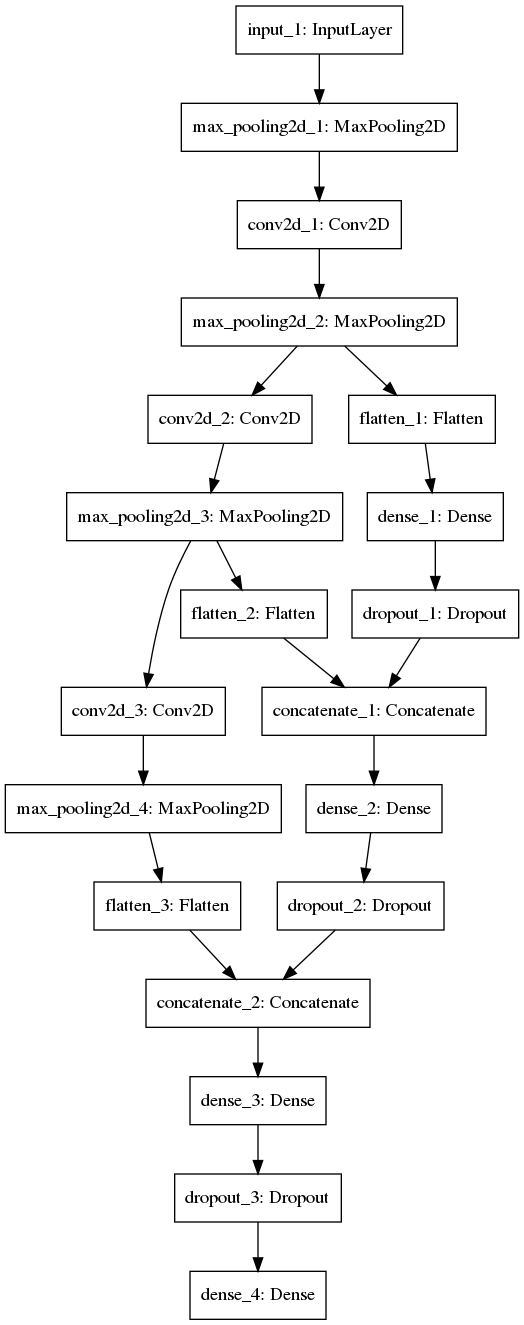 input_1: InputLayer
max_pooling2d_1: MaxPooling2D
conv2d_1: Conv2D
max_pooling2d_2: MaxPooling2D
conv2d_2: Conv2D
flatten_1: Flatten
max_pooling2d_3: MaxPooling2D
dense_1: Dense
flatten_2: Flatten
dropout_1: Dropout
conv2d_3: Conv2D
concatenate_1: Concatenate
max_pooling2d_4: MaxPooling2D
dense_2: Dense
flatten_3: Flatten
dropout_2: Dropout
concatenate_2: Concatenate
dense_3: Dense
dropout_3: Dropout
dense_4: Dense